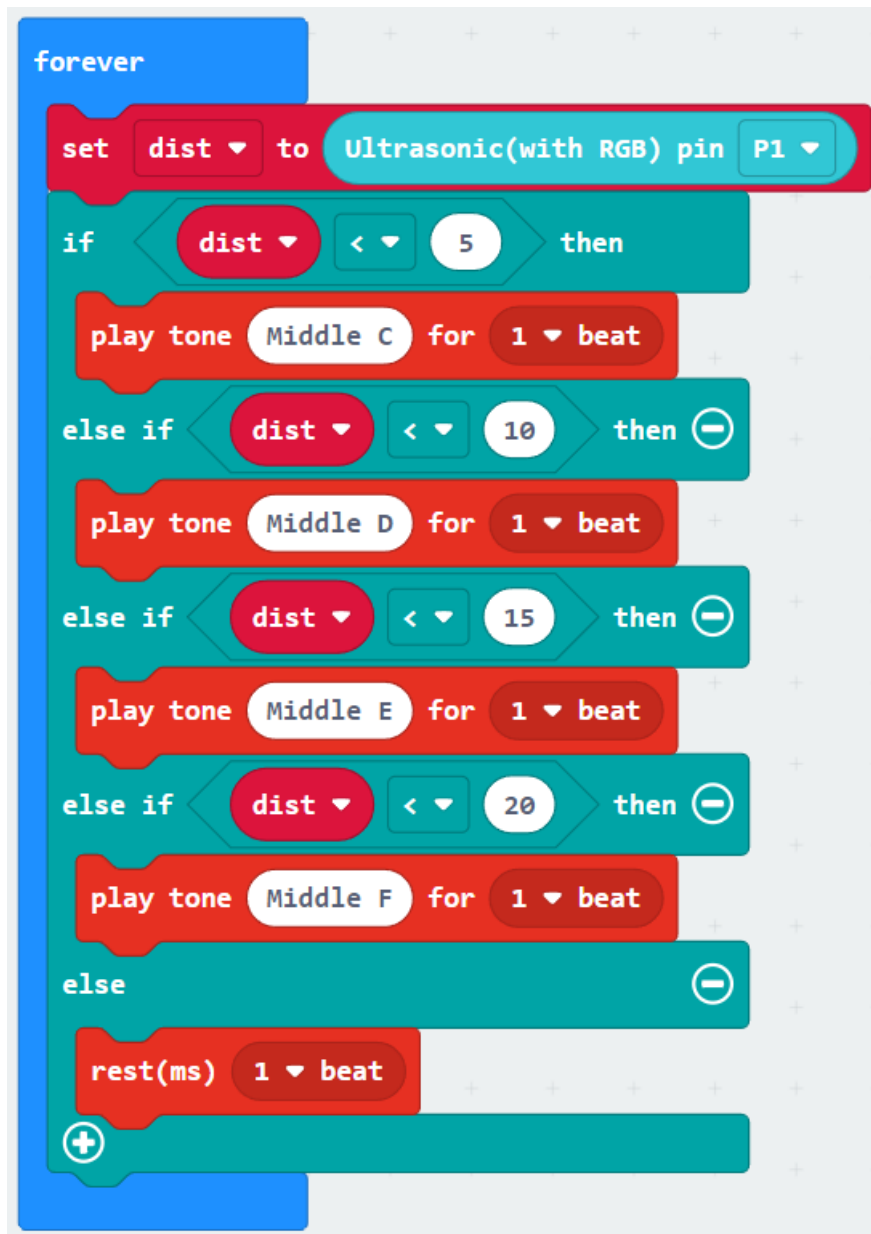 forever
set dist to Ultrasonic(with RGB) pin P1
if dist < 5 then
play tone Middle C for 1 beat
else if dist < 10 then
play tone Middle D for 1 beat
else if dist < 15 then
play tone Middle E for 1 beat
else if dist < 20 then
play tone Middle F for 1 beat
else
rest(ms) 1 beat